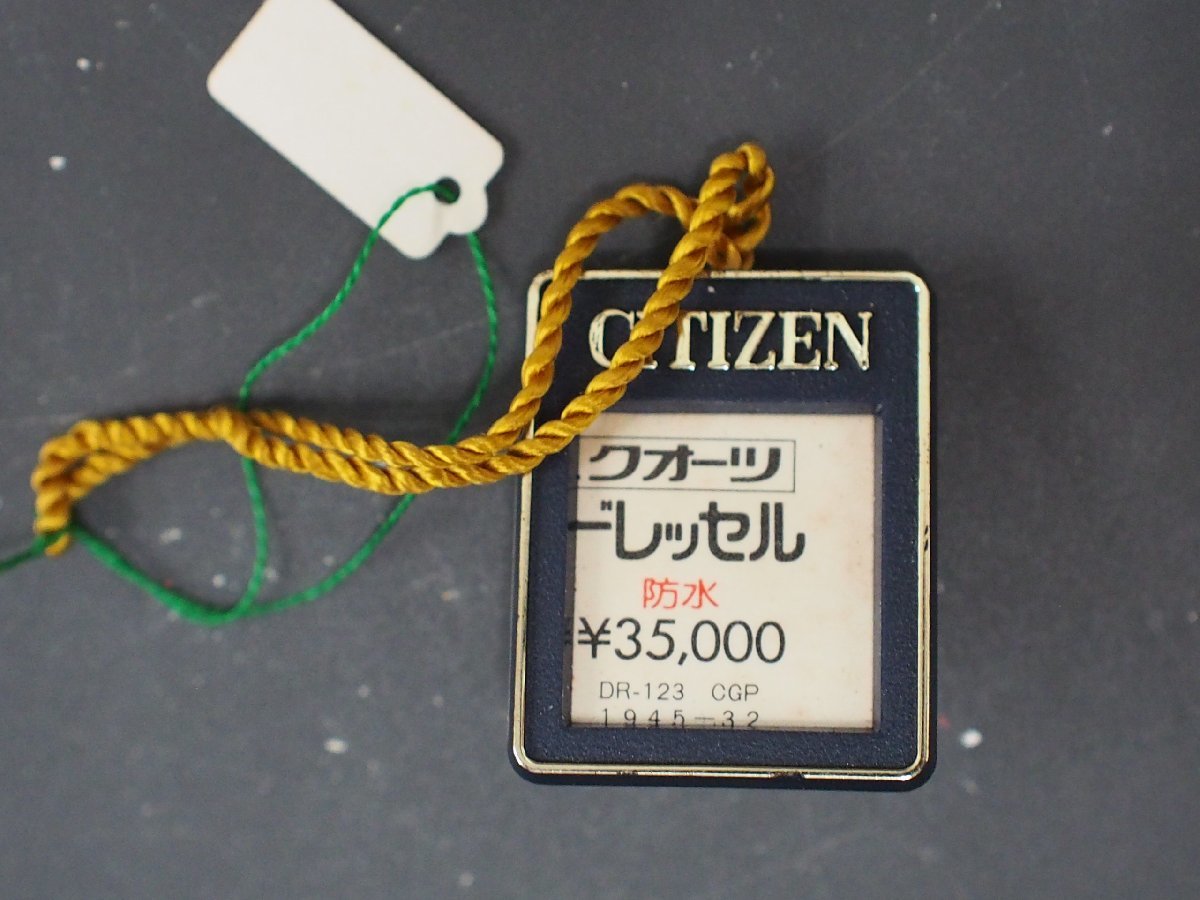 CITIZEN
クオーツ
ーレッセル
防水
¥35,000
DR-123 CGP
1945-32